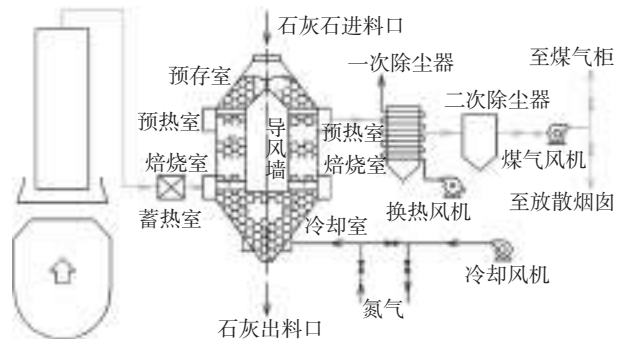 石灰石进料口
预存室
一次除尘器
至煤气柜
二次除尘器
预热室
导风墙
预热室
焙烧室
焙烧室
煤气风机
蓄热室
冷却室
换热风机
至放散烟囱
冷却风机
氮气
石灰出料口